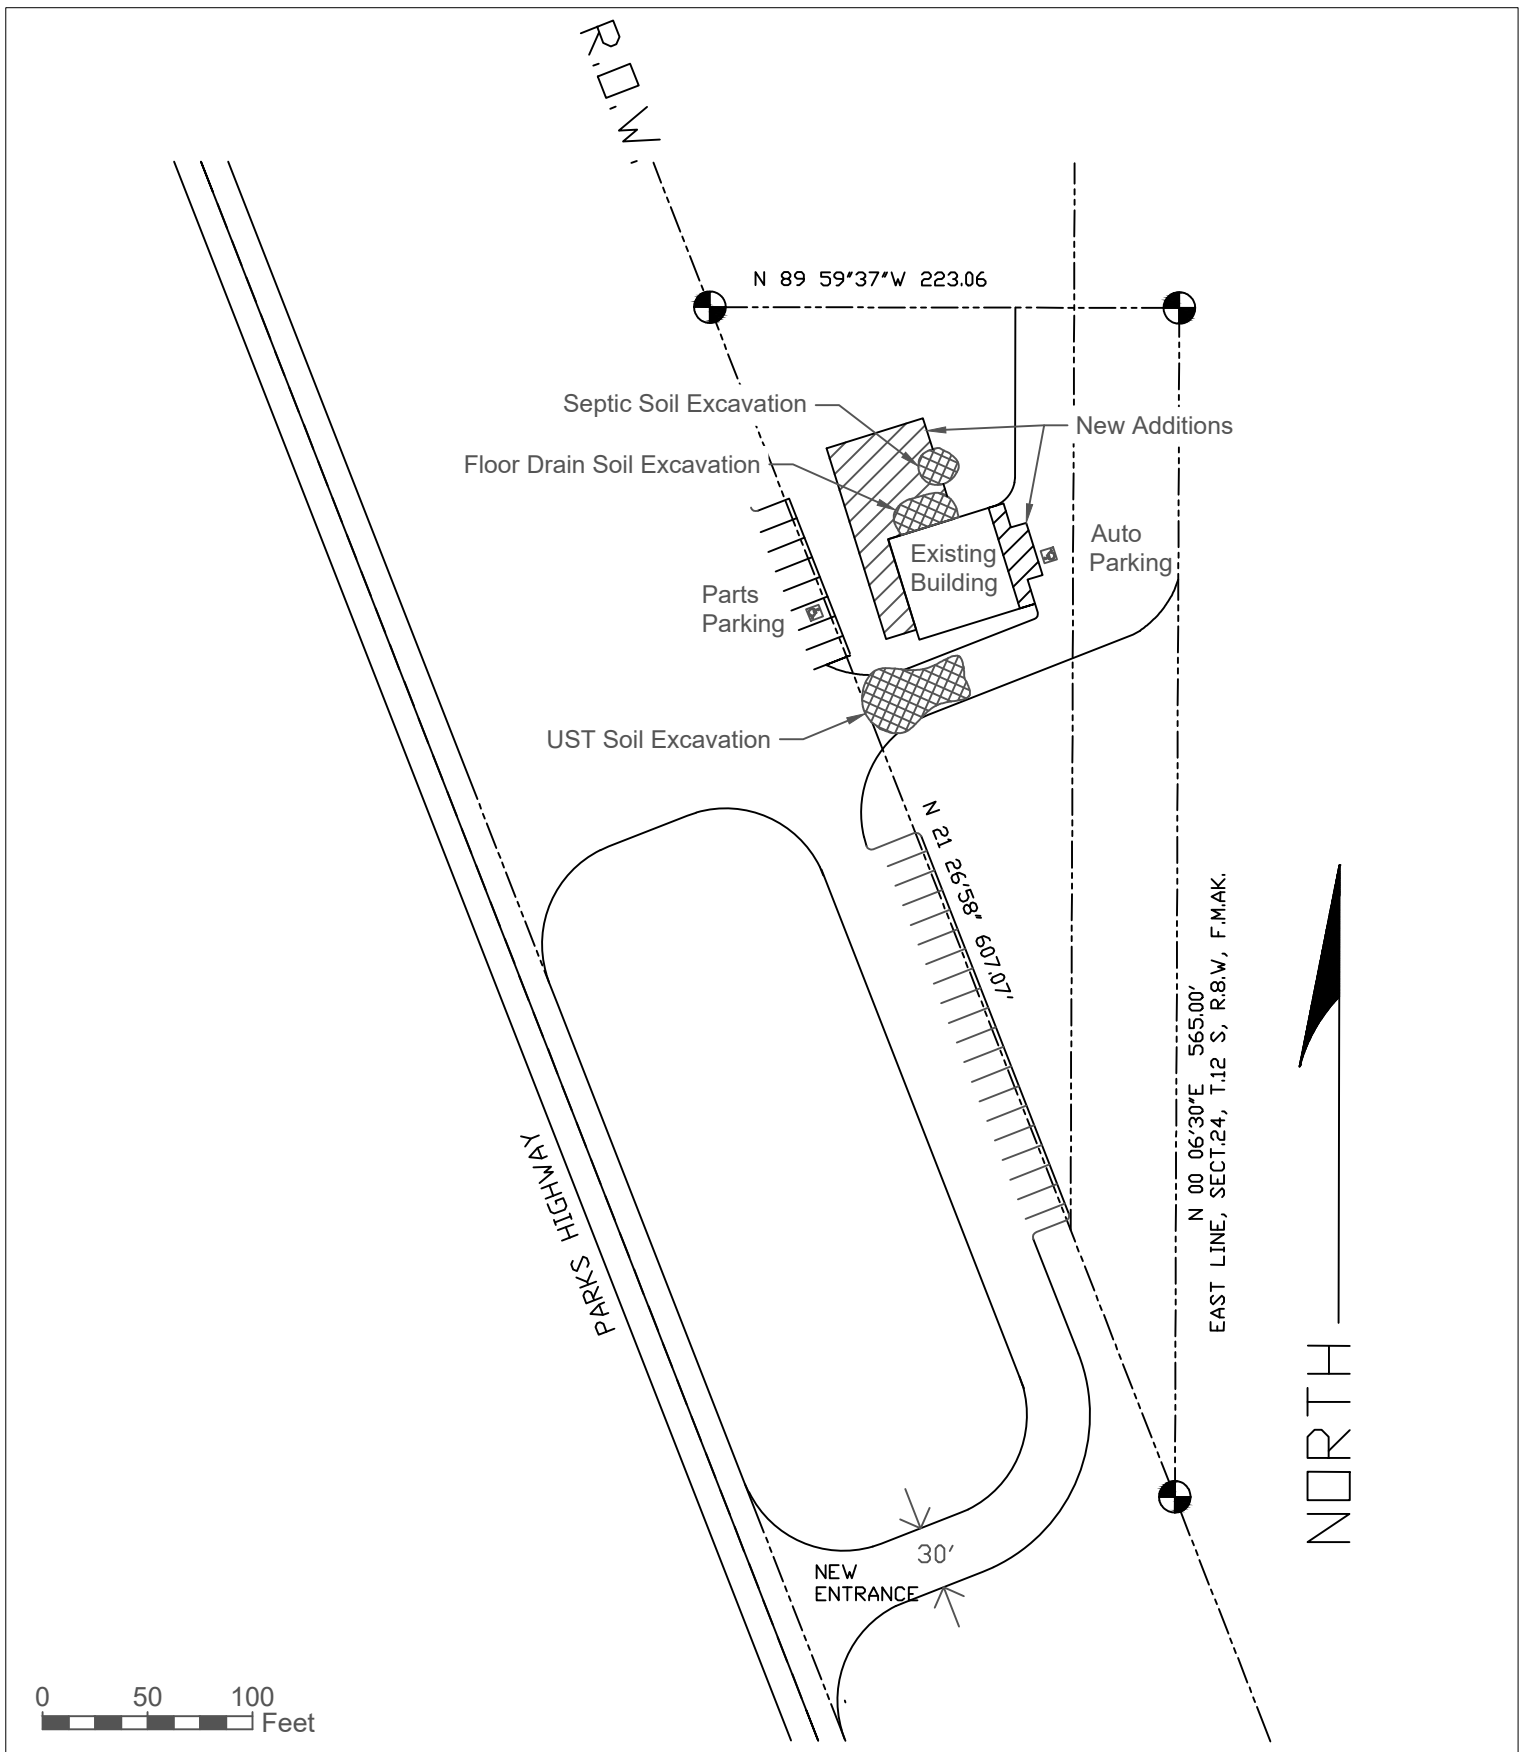 R.O.W.
N 89 59"37"W 223.06
Septic Soil Excavation
New Additions
Floor Drain Soil Excavation
Existing
Building
Auto
Parking
Parts
Parking
UST Soil Excavation
N 21 26'58" 607.07'
N 00 06'30"E 565.00'
EAST LINE, SECT.24, T.12 S, R.8.W, F.M.AK.
PARKS HIGHWAY
NORTH
30'
NEW
ENTRANCE
0 50 100
Feet